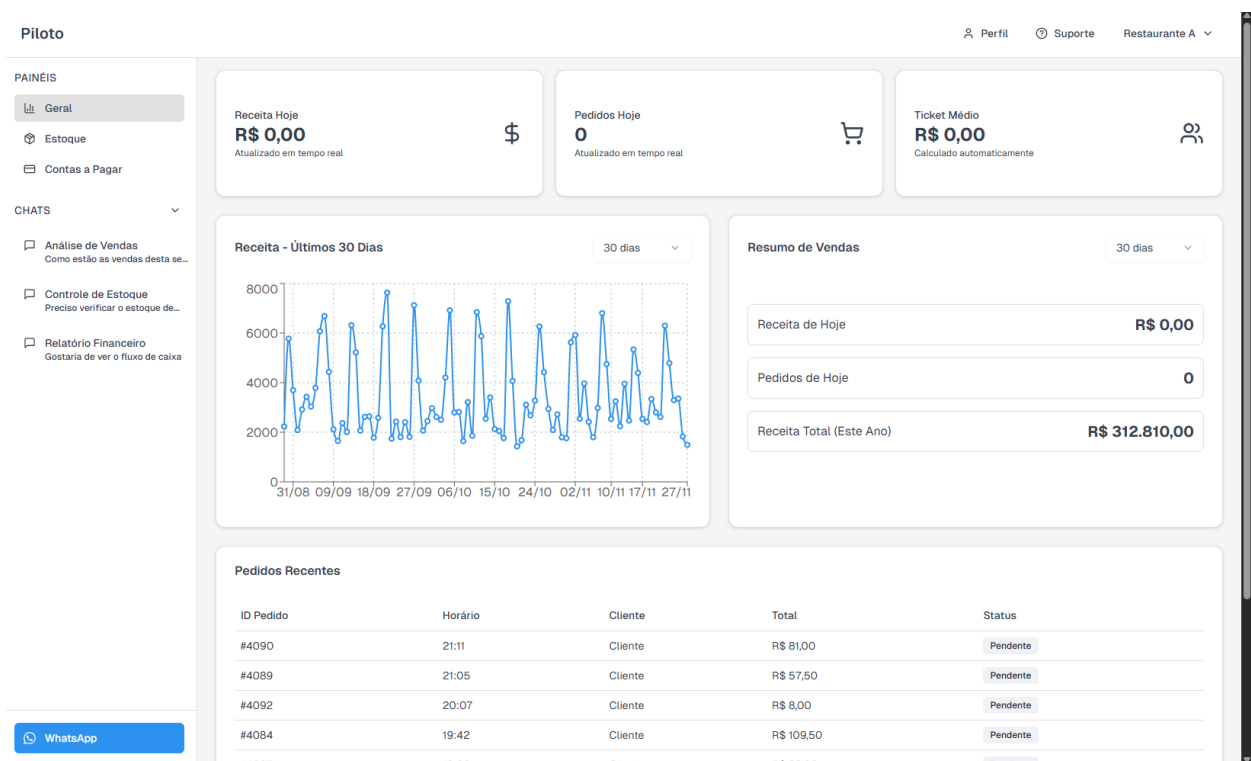 Piloto
Perfil
Suporte
Restaurante A
PAINÉIS
Geral
Estoque
Contas a Pagar
CHATS
Análise de Vendas
Como estão as vendas desta se...
Controle de Estoque
Preciso verificar o estoque de...
Relatório Financeiro
Gostaria de ver o fluxo de caixa
WhatsApp
Receita Hoje
R$ 0,00
Atualizado em tempo real
Pedidos Hoje
0
Atualizado em tempo real
Ticket Médio
R$ 0,00
Calculado automaticamente
Receita - Últimos 30 Dias
30 dias
8000
6000
4000
2000
0
31/08 09/09 18/09 27/09 06/10 15/10 24/10 02/11 10/11 17/11 27/11
Resumo de Vendas
30 dias
Receita de Hoje R$ 0,00
Pedidos de Hoje 0
Receita Total (Este Ano) R$ 312.810,00
Pedidos Recentes
ID Pedido Horário Cliente Total Status
#4090 21:11 Cliente R$ 81,00 Pendente
#4089 21:05 Cliente R$ 57,50 Pendente
#4092 20:07 Cliente R$ 8,00 Pendente
#4084 19:42 Cliente R$ 109,50 Pendente